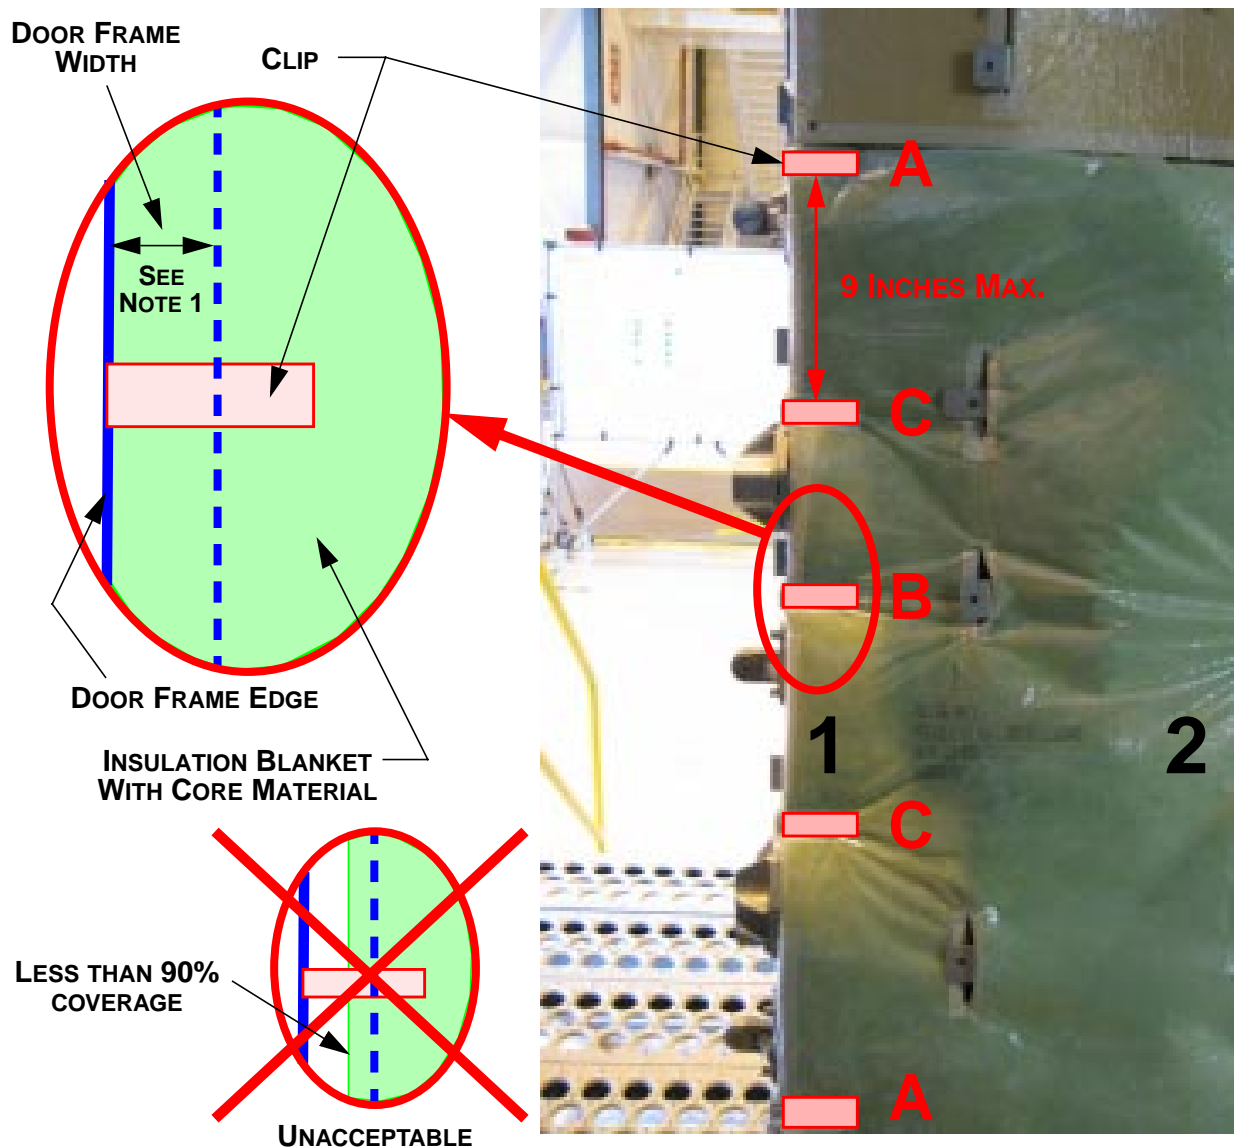 DOOR FRAME
WIDTH
CLIP
SEE
NOTE 1
DOOR FRAME EDGE
INSULATION BLANKET
WITH CORE MATERIAL
LESS THAN 90%
COVERAGE
UNACCEPTABLE
A
9 INCHES MAX.
C
B
1
2
C
A